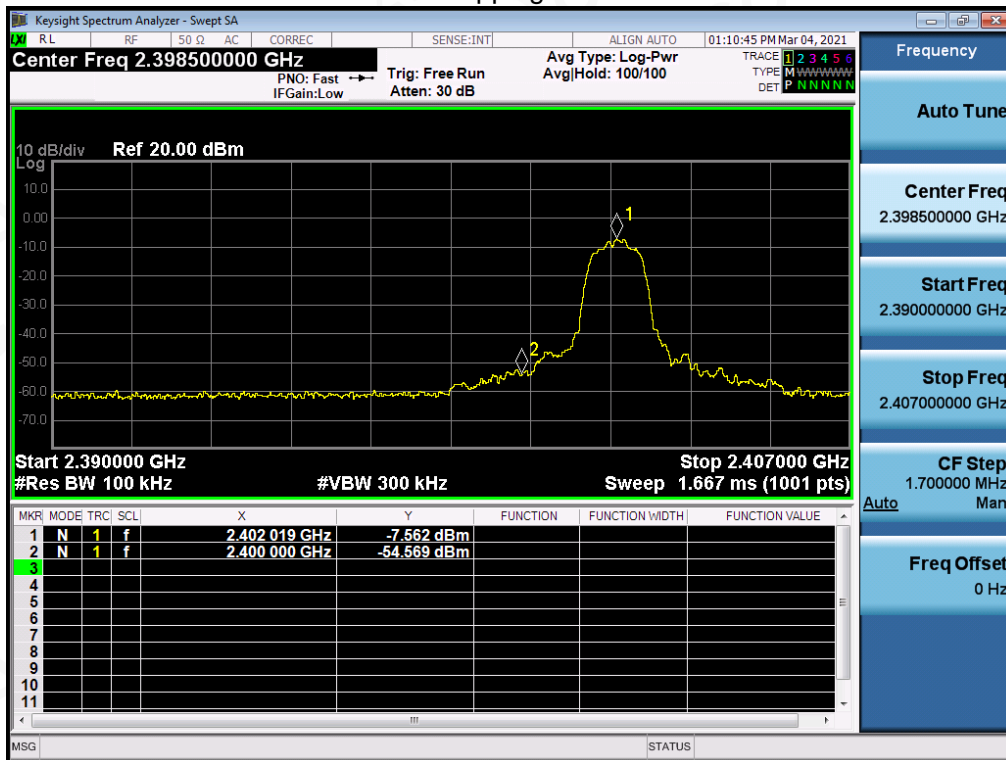 pping
Keysight Spectrum Analyzer - Swept SA
LXI RL RF 50 Ω AC CORREC SENSE:INT ALIGN AUTO 01:10:45 PM Mar 04, 2021
Center Freq 2.398500000 GHz
PNO: Fast
IFGain:Low
Trig: Free Run
Atten: 30 dB
Avg Type: Log-Pwr
Avg|Hold: 100/100
TRACE 1 2 3 4 5 6
TYPE M WWWWW
DET P N N N N N
10 dB/div Ref 20.00 dBm
Log
10.0
0.00
-10.0
-20.0
-30.0
-40.0
-50.0
-60.0
-70.0
1
2
Start 2.390000 GHz Stop 2.407000 GHz
#Res BW 100 kHz #VBW 300 kHz Sweep 1.667 ms (1001 pts)
MKR MODE TRC SCL X Y FUNCTION FUNCTION WIDTH FUNCTION VALUE
1 N 1 f 2.402 019 GHz -7.562 dBm
2 N 1 f 2.400 000 GHz -54.569 dBm
3
4
5
6
7
8
9
10
11
MSG STATUS
Frequency
Auto Tune
Center Freq
2.398500000 GHz
Start Freq
2.390000000 GHz
Stop Freq
2.407000000 GHz
CF Step
1.700000 MHz
Auto Man
Freq Offset
0 Hz